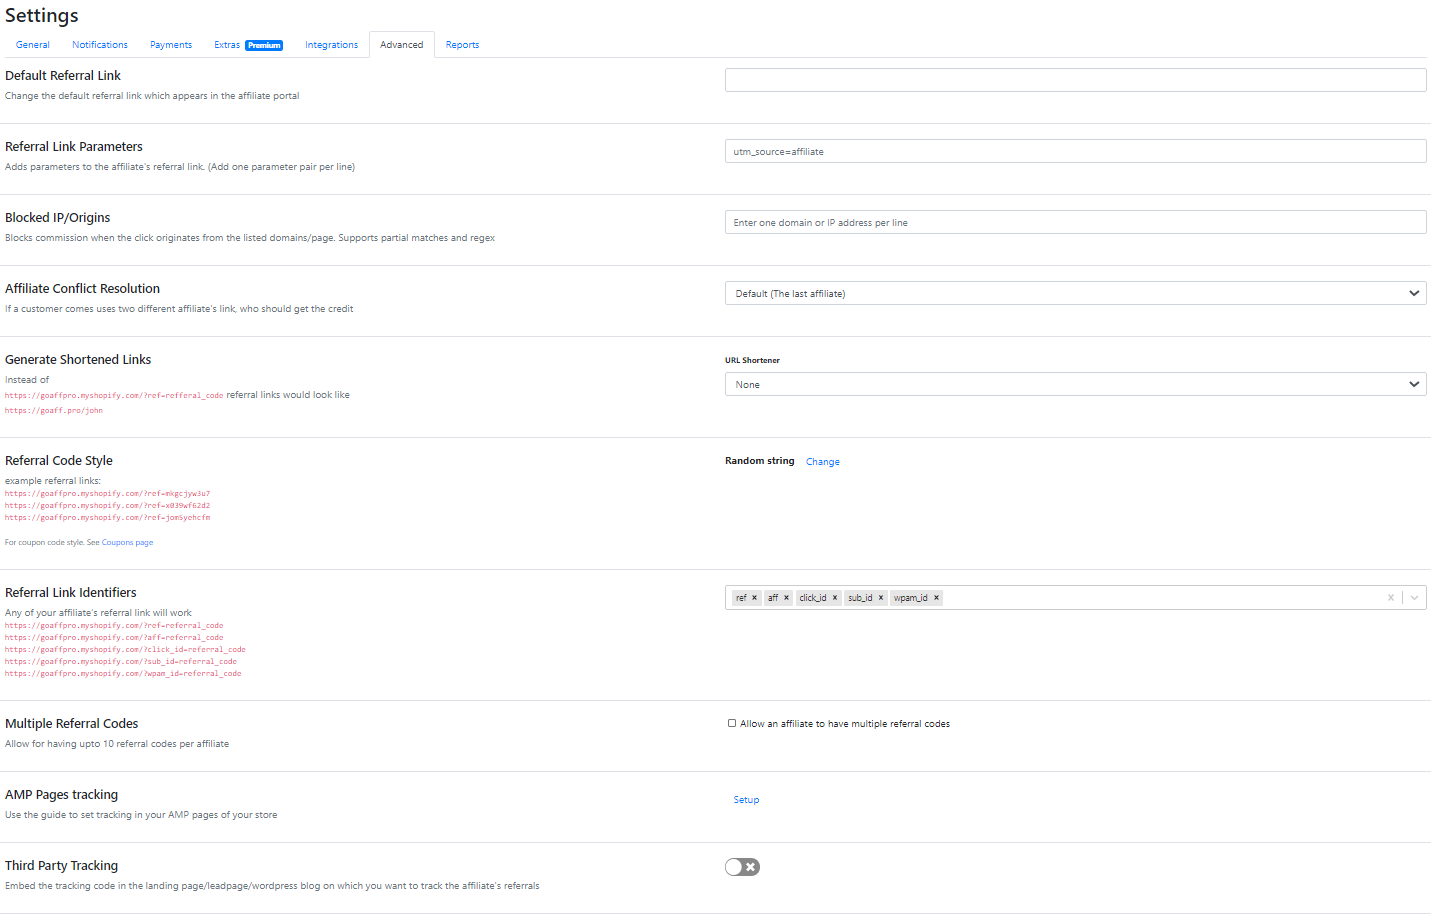 Settings
General Notifications Payments Extras Premium Integrations Advanced Reports
Default Referral Link
Change the default referral link which appears in the affiliate portal
Referral Link Parameters
Adds parameters to the affiliate's referral link. (Add one parameter pair per line)
utm_source=affiliate
Blocked IP/Origins
Blocks commission when the click originates from the listed domains/page. Supports partial matches and regex
Enter one domain or IP address per line
Affiliate Conflict Resolution
If a customer comes uses two different affiliate's link, who should get the credit
Default (The last affiliate)
Generate Shortened Links
Instead of
https://goaffpro.myshopify.com/?ref=refferal_code referral links would look like
https://goaff.pro/john
URL Shortener
None
Referral Code Style
example referral links:
https://goaffpro.myshopify.com/?ref=mkgcjyw3u7
https://goaffpro.myshopify.com/?ref=x039wf62d2
https://goaffpro.myshopify.com/?ref=jom5yehcfm
For coupon code style. See Coupons page
Random string Change
Referral Link Identifiers
Any of your affiliate's referral link will work
https://goaffpro.myshopify.com/?ref=referral_code
https://goaffpro.myshopify.com/?aff=referral_code
https://goaffpro.myshopify.com/?click_id=referral_code
https://goaffpro.myshopify.com/?sub_id=referral_code
https://goaffpro.myshopify.com/?wpam_id=referral_code
ref × aff × click_id × sub_id × wpam_id ×
Multiple Referral Codes
Allow for having upto 10 referral codes per affiliate
Allow an affiliate to have multiple referral codes
AMP Pages tracking
Use the guide to set tracking in your AMP pages of your store
Setup
Third Party Tracking
Embed the tracking code in the landing page/leadpage/wordpress blog on which you want to track the affiliate's referrals